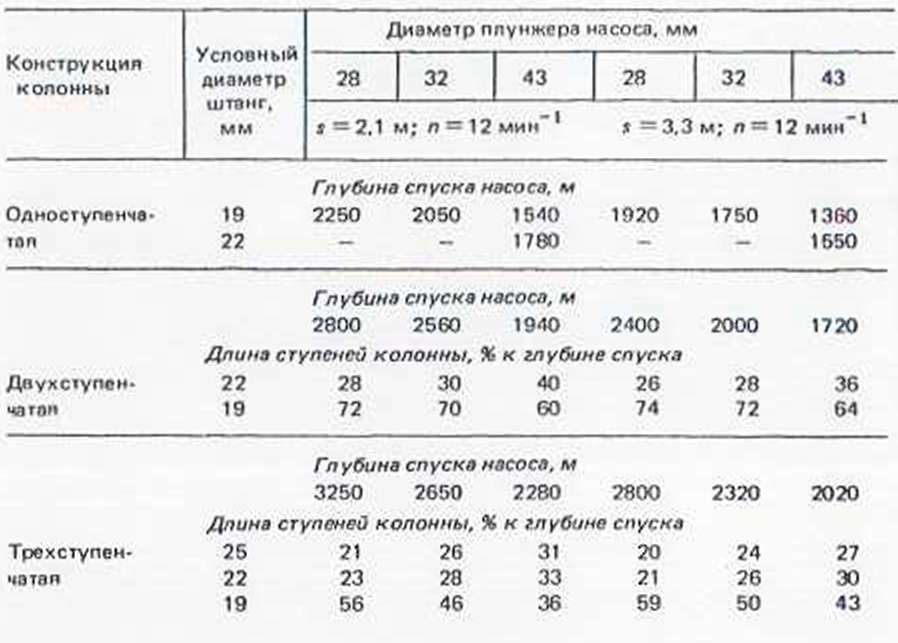 Диаметр плунжера насоса, мм
Конструкция колонны
Условный диаметр штанг, мм
28 32 43 28 32 43
s = 2,1 м; n = 12 мин⁻¹ s = 3,3 м; n = 12 мин⁻¹
Глубина спуска насоса, м
Одноступенча- 19 2250 2050 1540 1920 1750 1360
тая 22 – – 1780 – – 1550
Глубина спуска насоса, м
2800 2560 1940 2400 2000 1720
Длина ступеней колонны, % к глубине спуска
Двухступен- 22 28 30 40 26 28 36
чатая 19 72 70 60 74 72 64
Глубина спуска насоса, м
3250 2650 2280 2800 2320 2020
Длина ступеней колонны, % к глубине спуска
Трехступен- 25 21 26 31 20 24 27
чатая 22 23 28 33 21 26 30
19 56 46 36 59 50 43